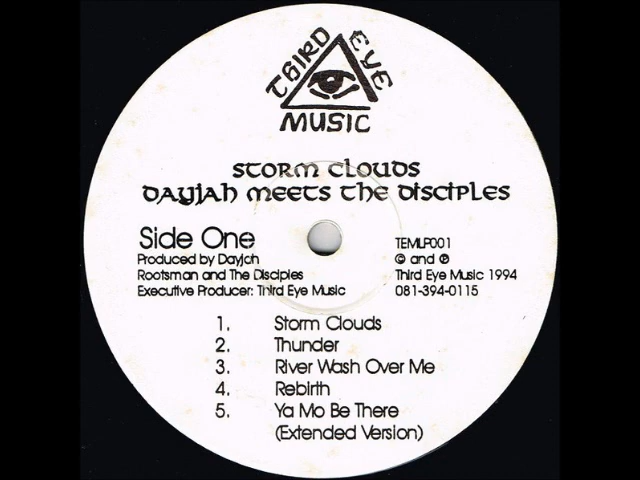 THIRD EYE
MUSIC
STORM CLOUDS
DAYJAH MEETS THE DISCIPLES
Side One
Produced by Dayjah
Rootsman and The Disciples
Executive Producer: Third Eye Music
TEMLP001
© and ℗
Third Eye Music 1994
081-394-0115
1. Storm Clouds
2. Thunder
3. River Wash Over Me
4. Rebirth
5. Ya Mo Be There
(Extended Version)